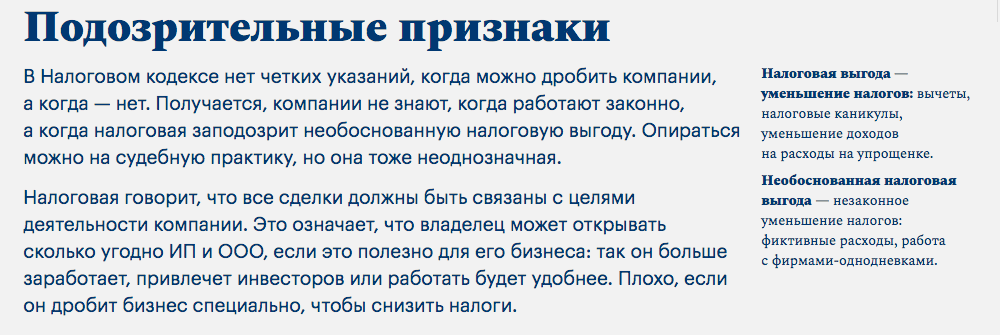 Подозрительные признаки
В Налоговом кодексе нет четких указаний, когда можно дробить компании,
а когда — нет. Получается, компании не знают, когда работают законно,
а когда налоговая заподозрит необоснованную налоговую выгоду. Опираться
можно на судебную практику, но она тоже неоднозначная.
Налоговая говорит, что все сделки должны быть связаны с целями
деятельности компании. Это означает, что владелец может открывать
сколько угодно ИП и ООО, если это полезно для его бизнеса: так он больше
заработает, привлечет инвесторов или работать будет удобнее. Плохо, если
он дробит бизнес специально, чтобы снизить налоги.
Налоговая выгода —
уменьшение налогов: вычеты,
налоговые каникулы,
уменьшение доходов
на расходы на упрощенке.
Необоснованная налоговая
выгода — незаконное
уменьшение налогов:
фиктивные расходы, работа
с фирмами-однодневками.